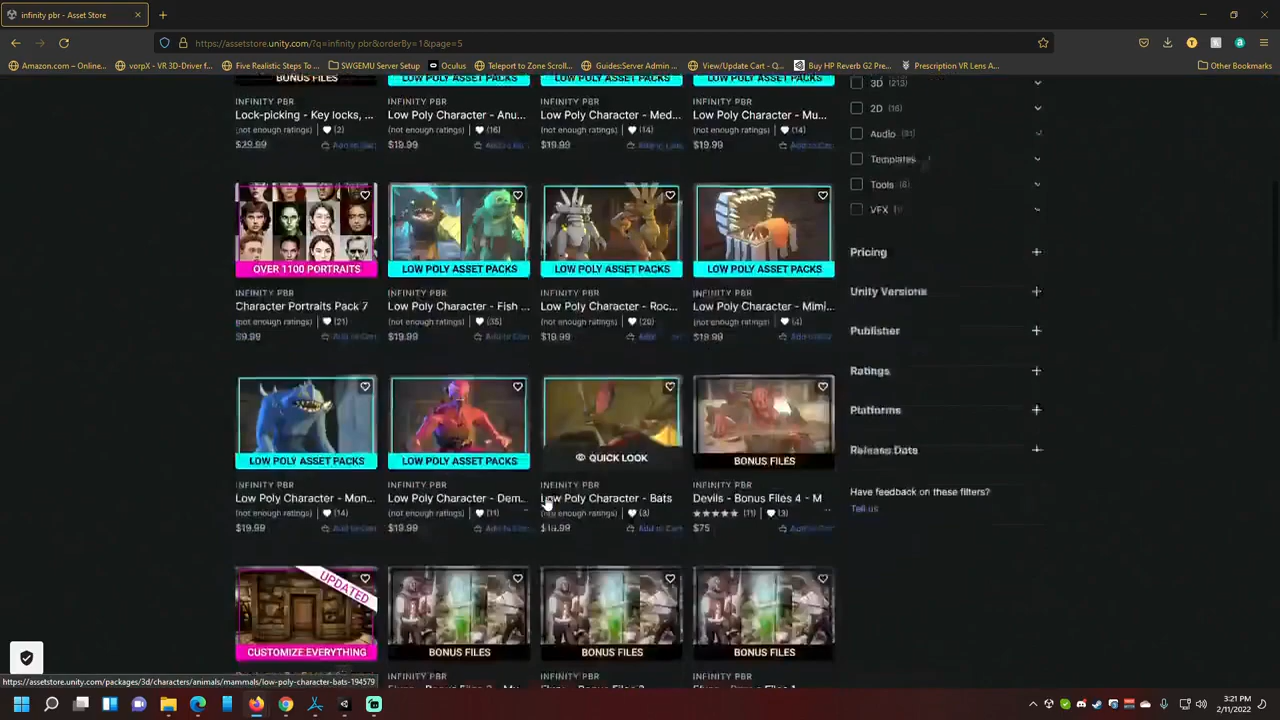 infinity pbr - Asset Store
https://assetstore.unity.com/?q=infinity pbr&orderBy=1&page=5
Amazon.com – Online...
vorpX - VR 3D-Driver f...
Five Realistic Steps To ...
SWGEMU Server Setup
Oculus
Teleport to Zone Scroll...
Guides:Server Admin ...
View/Update Cart - Q...
Buy HP Reverb G2 Pre...
Prescription VR Lens A...
Other Bookmarks
BONUS FILES
LOW POLY ASSET PACKS
LOW POLY ASSET PACKS
LOW POLY ASSET PACKS
INFINITY PBR
INFINITY PBR
INFINITY PBR
INFINITY PBR
Lock-picking - Key locks, ...
Low Poly Character - Anu...
Low Poly Character - Med...
Low Poly Character - Mu...
(not enough ratings) (2)
(not enough ratings) (16)
(not enough ratings) (14)
(not enough ratings) (14)
$29.99
$19.99
$19.99
$19.99
OVER 1100 PORTRAITS
LOW POLY ASSET PACKS
LOW POLY ASSET PACKS
LOW POLY ASSET PACKS
INFINITY PBR
INFINITY PBR
INFINITY PBR
INFINITY PBR
Character Portraits Pack 7
Low Poly Character - Fish ...
Low Poly Character - Roc...
Low Poly Character - Mimi...
(not enough ratings) (21)
(not enough ratings) (35)
(not enough ratings) (29)
(not enough ratings) (4)
$9.99
$19.99
$19.99
$19.99
LOW POLY ASSET PACKS
LOW POLY ASSET PACKS
QUICK LOOK
BONUS FILES
INFINITY PBR
INFINITY PBR
INFINITY PBR
INFINITY PBR
Low Poly Character - Mon...
Low Poly Character - Dem...
Low Poly Character - Bats
Devils - Bonus Files 4 - M
(not enough ratings) (14)
(not enough ratings) (11)
(not enough ratings) (3)
(11) (3)
$19.99
$19.99
$75
UPDATED
CUSTOMIZE EVERYTHING
BONUS FILES
BONUS FILES
BONUS FILES
INFINITY PBR
INFINITY PBR
INFINITY PBR
3D (213)
2D (16)
Audio
Templates
Tools (8)
VFX
Pricing
Unity Versions
Publisher
Ratings
Platforms
Release Date
Have feedback on these filters?
Tell us
https://assetstore.unity.com/packages/3d/characters/animals/mammals/low-poly-character-bats-194579
3:21 PM
2/11/2022